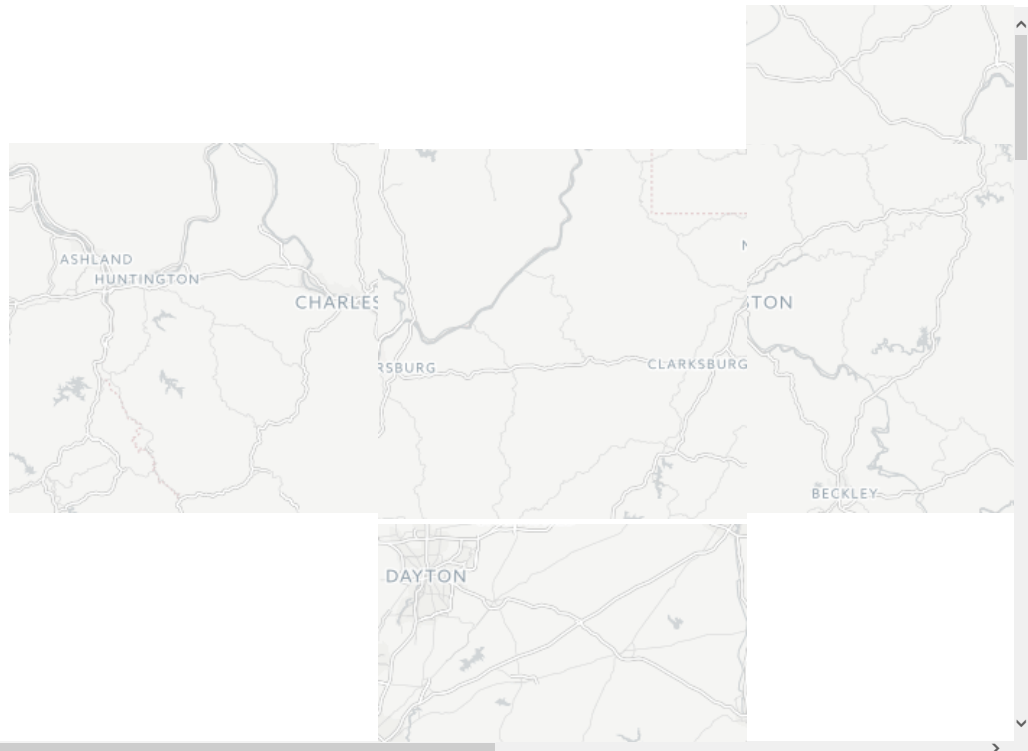 ASHLAND
HUNTINGTON
CHARLES
TON
RSBURG
CLARKSBURG
BECKLEY
DAYTON